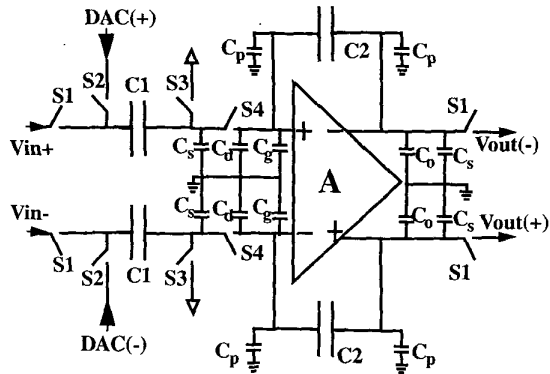 DAC(+)
Cp C2 Cp
S1 S2 C1 S3 S4 S1
Vin+ Cs Cd Cg + − Co Cs Vout(-)
A
Vin- Cs Cd Cg − + Co Cs Vout(+)
S1 S2 C1 S3 S4 S1
DAC(-)
Cp C2 Cp